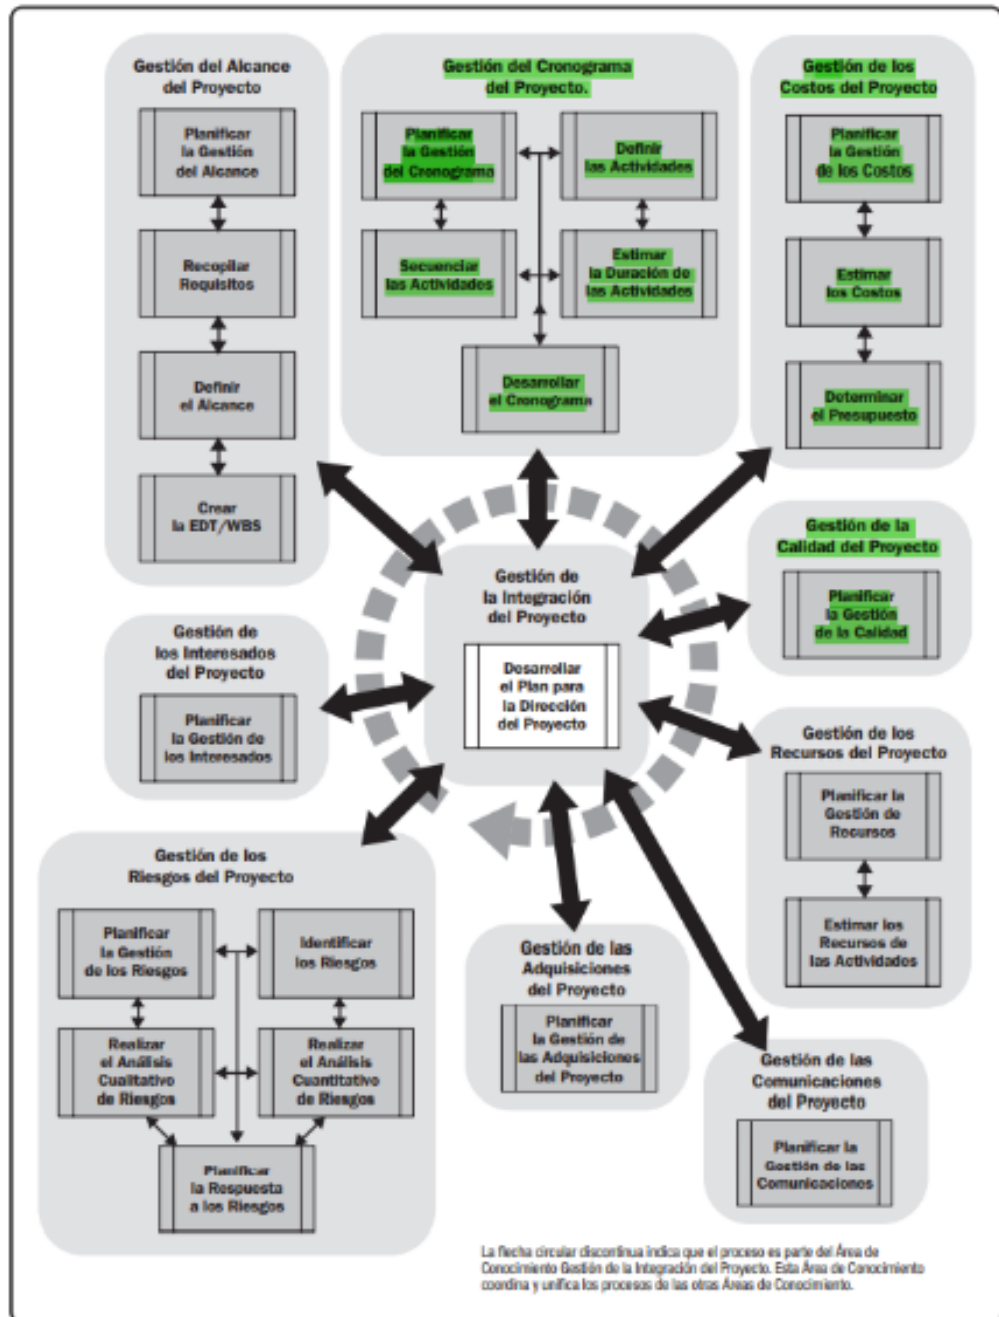 Gestión del Alcance
del Proyecto
Planificar
la Gestión
del Alcance
Recopilar
Requisitos
Definir
el Alcance
Crear
la EDT/WBS
Gestión del Cronograma
del Proyecto.
Planificar
la Gestión
del Cronograma
Definir
las Actividades
Secuenciar
las Actividades
Estimar
la Duración de
las Actividades
Desarrollar
el Cronograma
Gestión de los
Costos del Proyecto
Planificar
la Gestión
de los Costos
Estimar
los Costos
Determinar
el Presupuesto
Gestión de la
Calidad del Proyecto
Planificar
la Gestión
de la Calidad
Gestión de
la Integración
del Proyecto
Desarrollar
el Plan para
la Dirección
del Proyecto
Gestión de
los Interesados
del Proyecto
Planificar
la Gestión de
los Interesados
Gestión de los
Recursos del Proyecto
Planificar la
Gestión de
Recursos
Estimar los
Recursos de
las Actividades
Gestión de los
Riesgos del Proyecto
Planificar
la Gestión
de los Riesgos
Identificar
los Riesgos
Realizar
el Análisis
Cualitativo
de Riesgos
Realizar
el Análisis
Cuantitativo
de Riesgos
Planificar
la Respuesta
a los Riesgos
Gestión de las
Adquisiciones
del Proyecto
Planificar
la Gestión de
las Adquisiciones
del Proyecto
Gestión de las
Comunicaciones
del Proyecto
Planificar la
Gestión de las
Comunicaciones
La flecha circular discontinua indica que el proceso es parte del Área de
Conocimiento Gestión de la Integración del Proyecto. Esta Área de Conocimiento
coordina y unifica los procesos de las otras Áreas de Conocimiento.